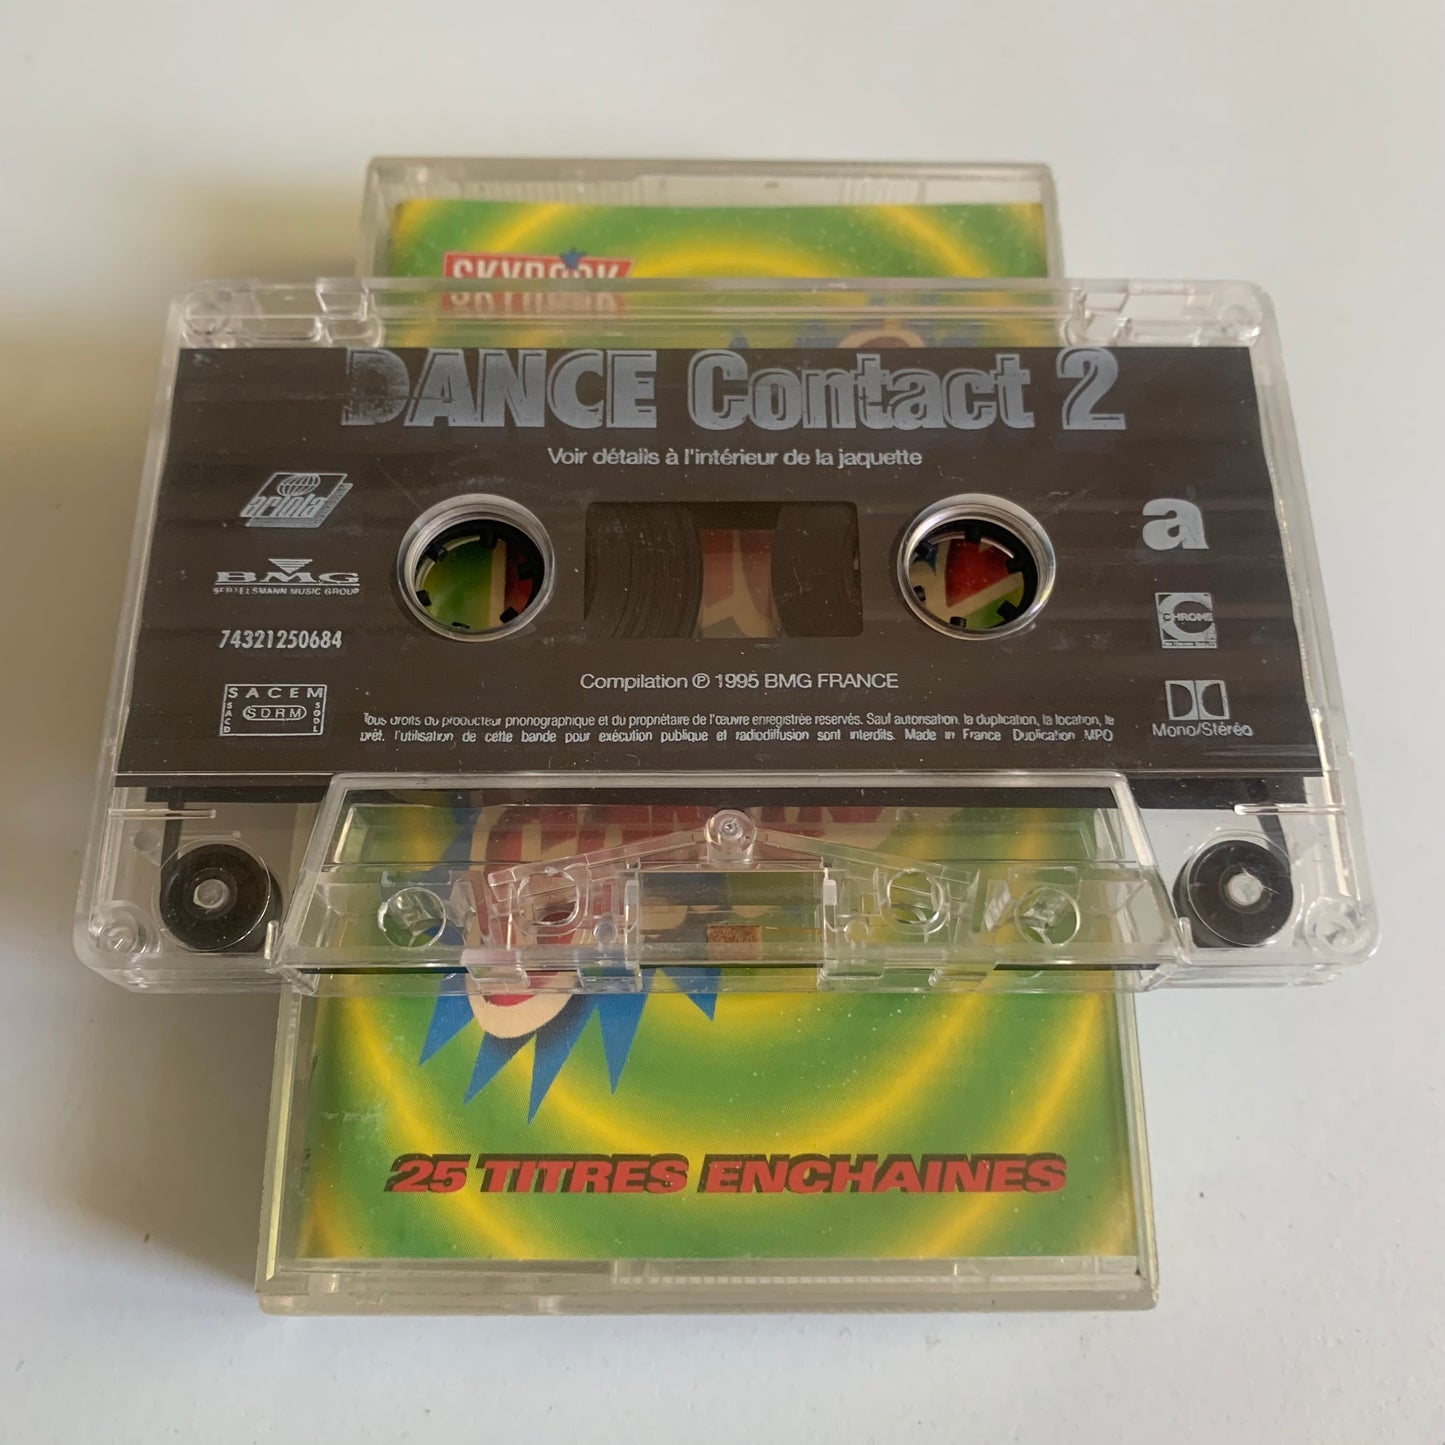 SKYROCK
DANCE Contact 2
Voir détails à l'intérieur de la jaquette
ariola
a
BMG
BERTELSMANN MUSIC GROUP
74321250684
CHROME
SACEM
SACD
SDRM
SGDL
Compilation ℗ 1995 BMG FRANCE
Tous droits du producteur phonographique et du propriétaire de l'œuvre enregistrée reservés. Sauf autorisation, la duplication, la location, le
prêt, l'utilisation de cette bande pour exécution publique et radiodiffusion sont interdits. Made in France Duplication MPO
Mono/Stéréo
25 TITRES ENCHAINES